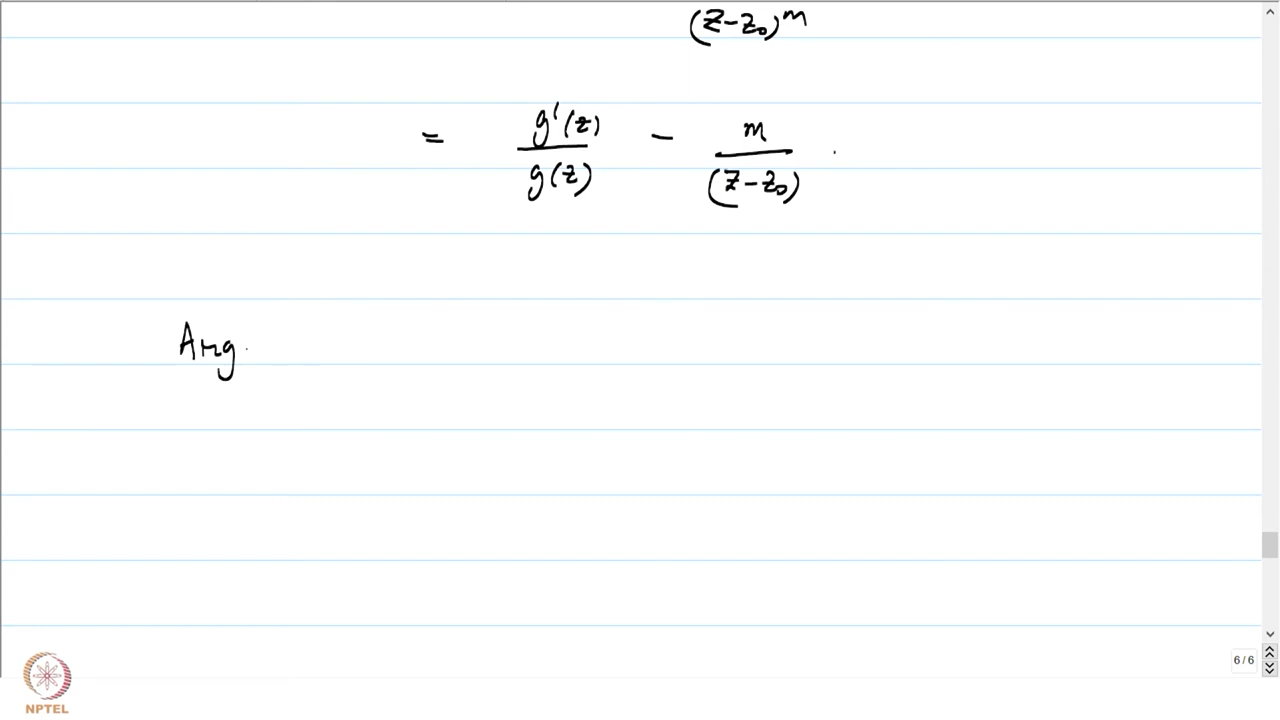 (z-z₀)^m
= g'(z)/g(z) - m/(z-z₀)
Arg
6 / 6
NPTEL